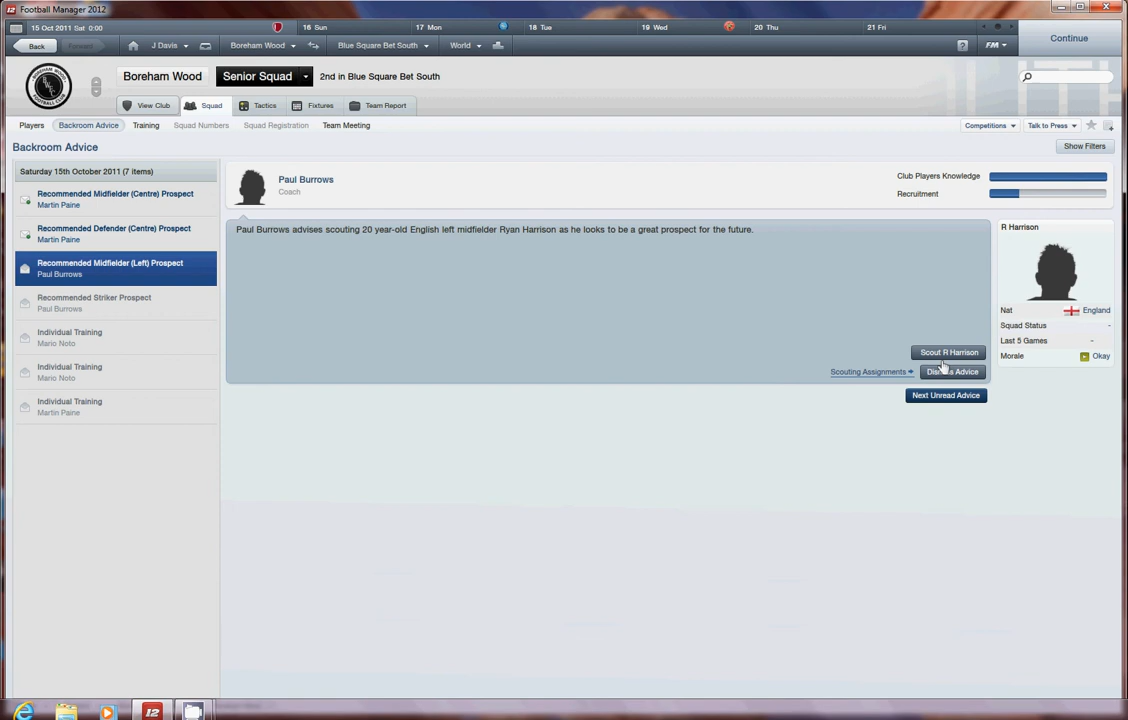 Football Manager 2012
15 Oct 2011 Sat 0:00
16 Sun
17 Mon
18 Tue
19 Wed
20 Thu
21 Fri
Continue
Back
Forward
J Davis
Boreham Wood
Blue Square Bet South
World
?
FM
Boreham Wood
Senior Squad
2nd in Blue Square Bet South
View Club
Squad
Tactics
Fixtures
Team Report
Players
Backroom Advice
Training
Squad Numbers
Squad Registration
Team Meeting
Competitions
Talk to Press
Backroom Advice
Show Filters
Saturday 15th October 2011 (7 items)
Recommended Midfielder (Centre) Prospect
Martin Paine
Recommended Defender (Centre) Prospect
Martin Paine
Recommended Midfielder (Left) Prospect
Paul Burrows
Recommended Striker Prospect
Paul Burrows
Individual Training
Mario Noto
Individual Training
Mario Noto
Individual Training
Martin Paine
Paul Burrows
Coach
Club Players Knowledge
Recruitment
Paul Burrows advises scouting 20 year-old English left midfielder Ryan Harrison as he looks to be a great prospect for the future.
Scout R Harrison
Scouting Assignments
Advice
Next Unread Advice
R Harrison
Nat England
Squad Status -
Last 5 Games -
Morale Okay
12